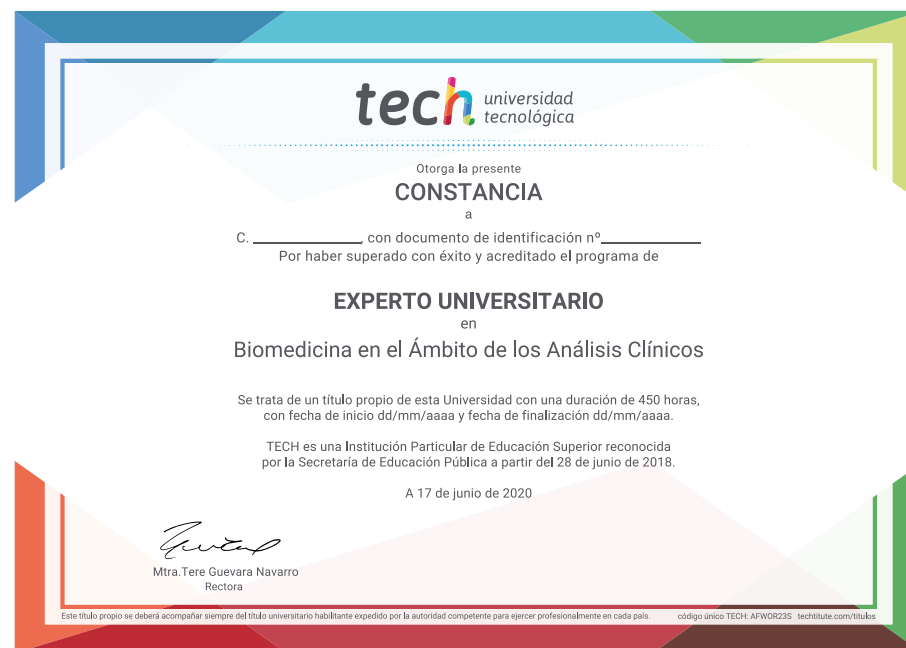 tech universidad
tecnológica
Otorga la presente
CONSTANCIA
a
C. ____________, con documento de identificación nº____________
Por haber superado con éxito y acreditado el programa de
EXPERTO UNIVERSITARIO
en
Biomedicina en el Ámbito de los Análisis Clínicos
Se trata de un título propio de esta Universidad con una duración de 450 horas,
con fecha de inicio dd/mm/aaaa y fecha de finalización dd/mm/aaaa.
TECH es una Institución Particular de Educación Superior reconocida
por la Secretaría de Educación Pública a partir del 28 de junio de 2018.
A 17 de junio de 2020
Mtra.Tere Guevara Navarro
Rectora
Este título propio se deberá acompañar siempre del título universitario habilitante expedido por la autoridad competente para ejercer profesionalmente en cada país. código único TECH: AFWOR23S techtitute.com/titulos